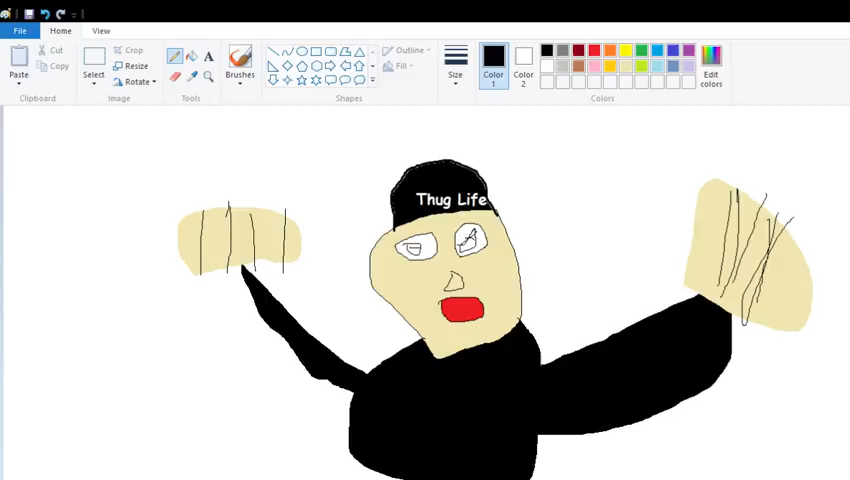 File
Home
View
Paste
Cut
Copy
Clipboard
Select
Crop
Resize
Rotate
Image
A
Tools
Brushes
Shapes
Outline
Fill
Size
Color 1
Color 2
Colors
Edit colors
Thug Life